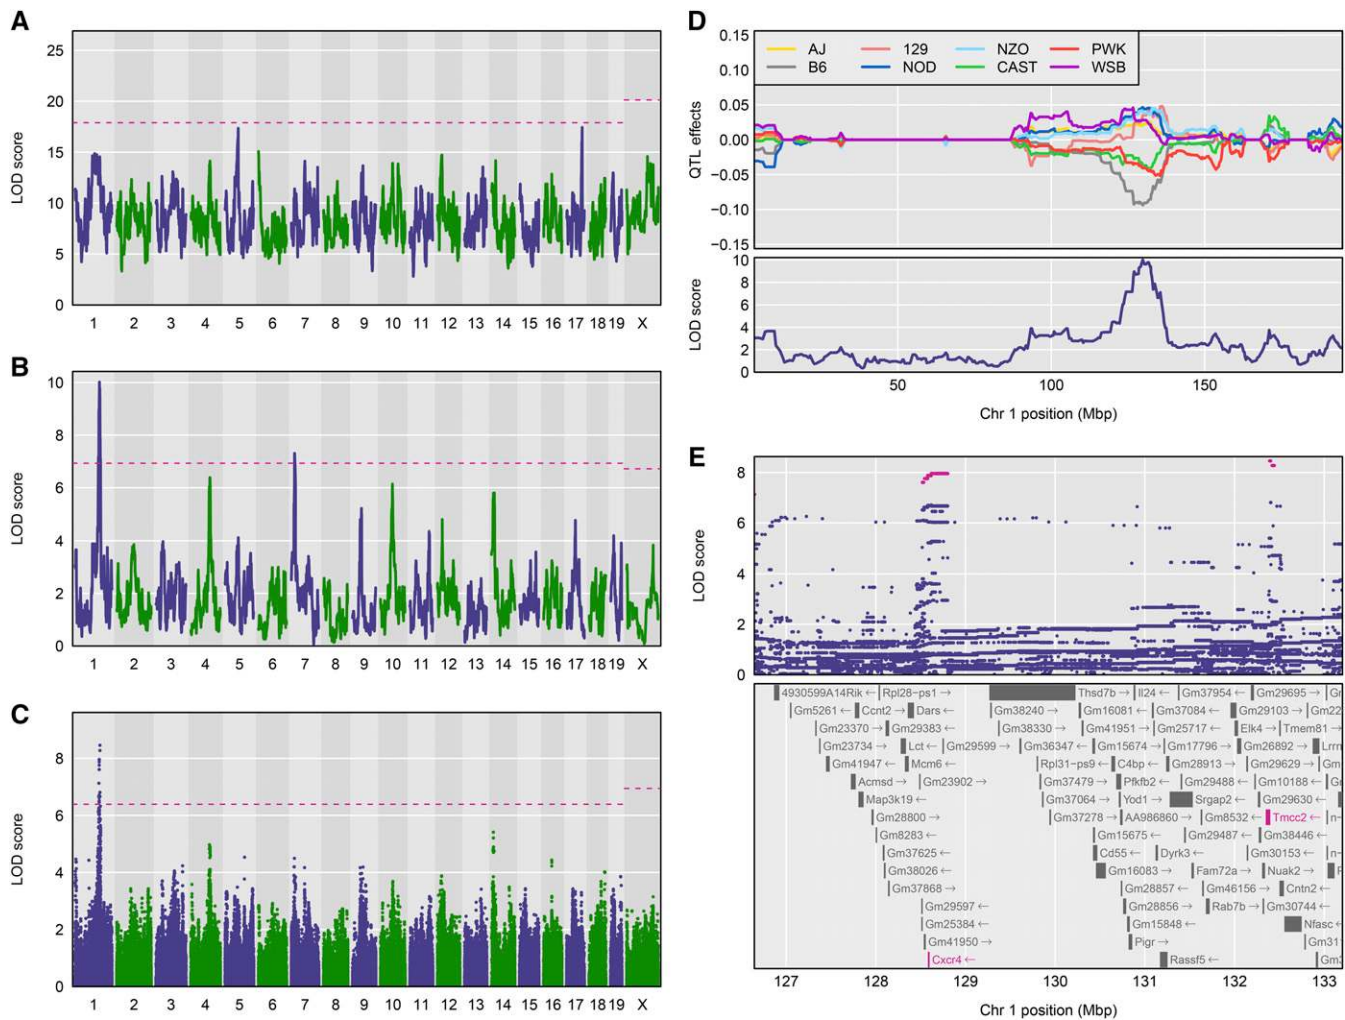 A
25
20
15
10
5
0
LOD score
1 2 3 4 5 6 7 8 9 10 11 12 13 14 15 16 17 18 19 X
B
10
8
6
4
2
0
LOD score
1 2 3 4 5 6 7 8 9 10 11 12 13 14 15 16 17 18 19 X
C
8
6
4
2
0
LOD score
1 2 3 4 5 6 7 8 9 10 11 12 13 14 15 16 17 18 19 X
D
AJ 129 NZO PWK
B6 NOD CAST WSB
0.15
0.10
0.05
0.00
−0.05
−0.10
−0.15
QTL effects
10
8
6
4
2
0
LOD score
50 100 150
Chr 1 position (Mbp)
E
8
6
4
2
0
LOD score
4930599A14Rik ← Rpl28−ps1 → Thsd7b → Il24 ← Gm37954 ← Gm29695 →
Gm5261 ← Ccnt2 → Dars ← Gm38240 ← Gm16081 ← Gm37084 ← Gm29103 → Gm22
Gm23370 → Gm29383 ← Gm38330 ← Gm41951 → Gm25717 ← Elk4 → Tmem81 →
Gm23734 → Lct ← Gm29599 → Gm36347 ← Gm15674 ← Gm17796 → Gm26892 → Lrrn
Gm41947 ← Mcm6 ← Rpl31−ps9 ← C4bp ← Gm28913 → Gm29629 → Gm
Acmsd → Gm23902 → Gm37479 → Pfkfb2 ← Gm29488 ← Gm10188 ←
Map3k19 ← Gm37064 → Yod1 → Srgap2 ← Gm29630 ←
Gm28800 ← Gm37278 → AA986860 → Gm8532 ← Tmcc2 ←
Gm8283 ← Gm15675 ← Gm29487 ← Gm38446 ←
Gm37625 ← Cd55 ← Dyrk3 ← Gm30153 ←
Gm38026 ← Gm16083 → Fam72a → Nuak2 →
Gm37868 → Gm28857 ← Gm46156 → Cntn2 ←
Gm29597 ← Gm28856 → Rab7b → Gm30744 ←
Gm25384 ← Gm15848 ← Nfasc ←
Gm41950 → Pigr → Gm31
Cxcr4 ← Rassf5 ←
127 128 129 130 131 132 133
Chr 1 position (Mbp)